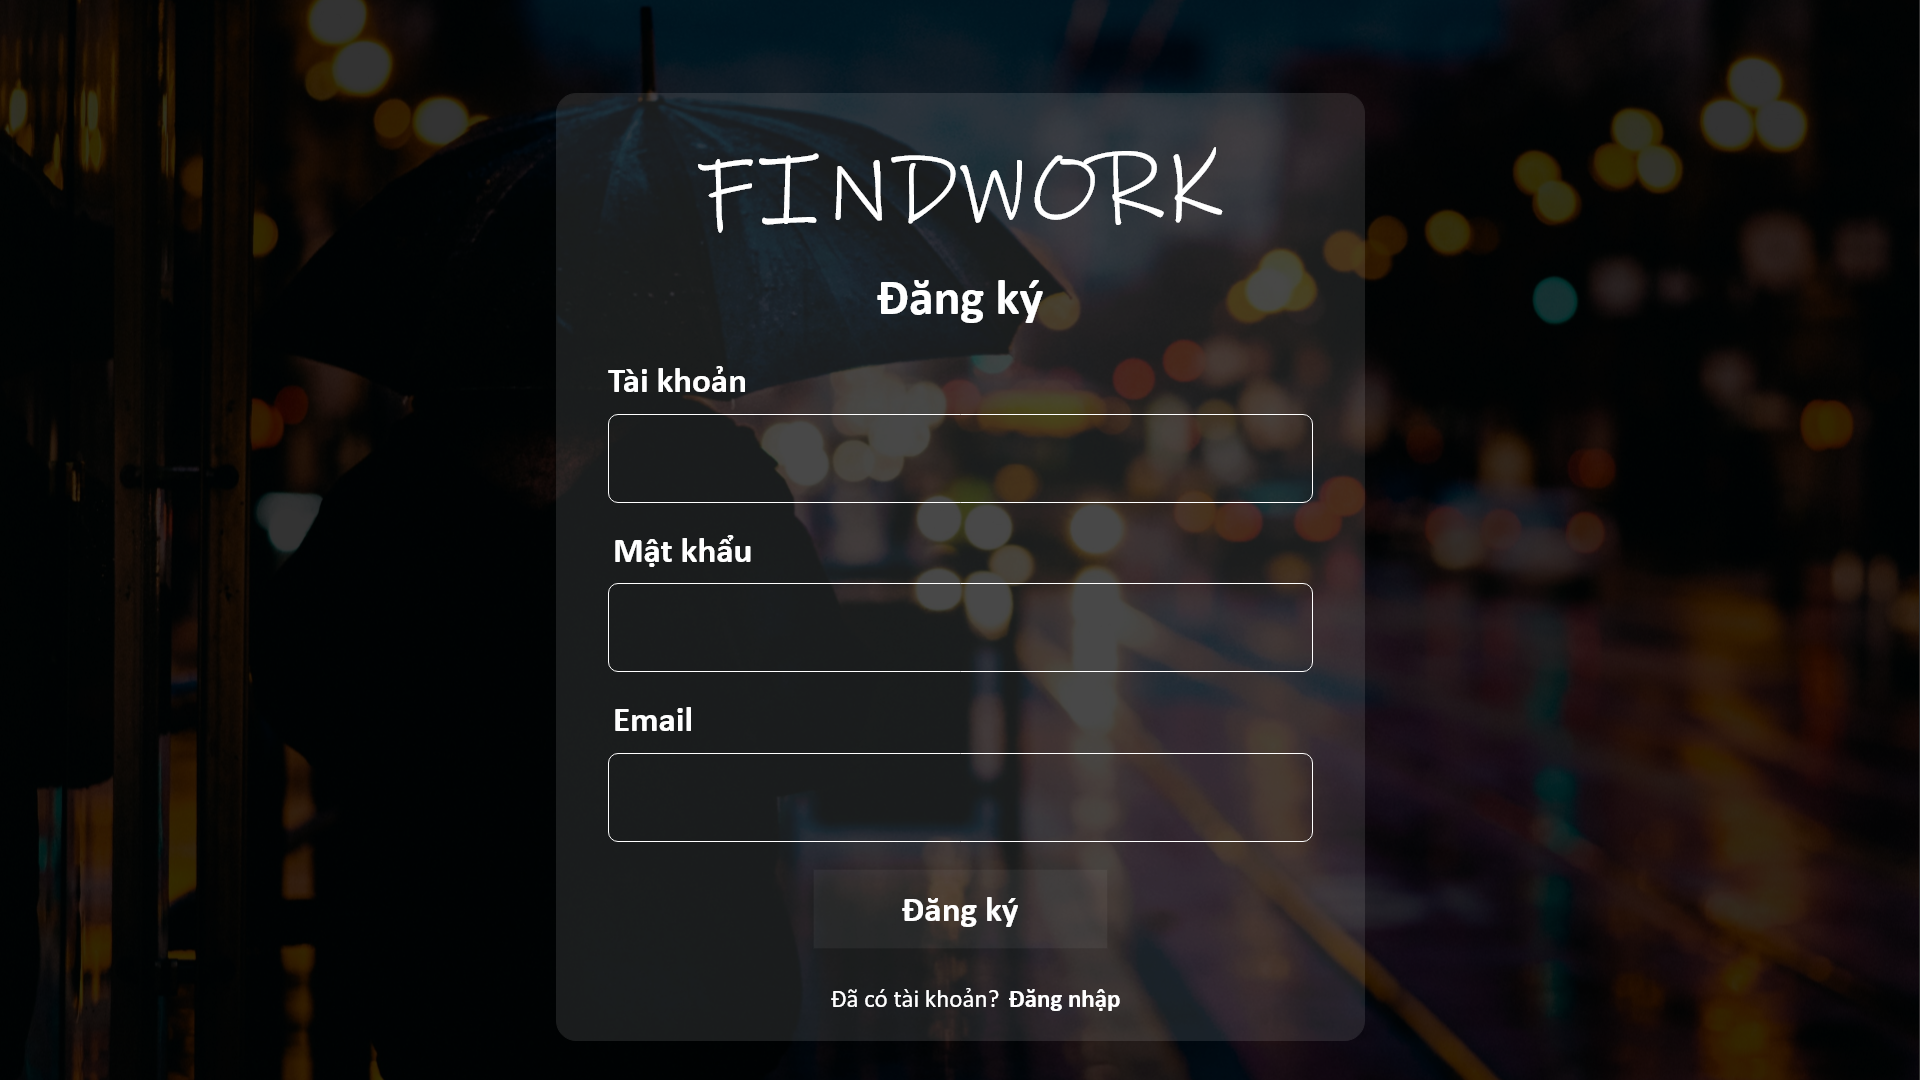 FINDWORK
Đăng ký
Tài khoản
Mật khẩu
Email
Đăng ký
Đã có tài khoản? Đăng nhập